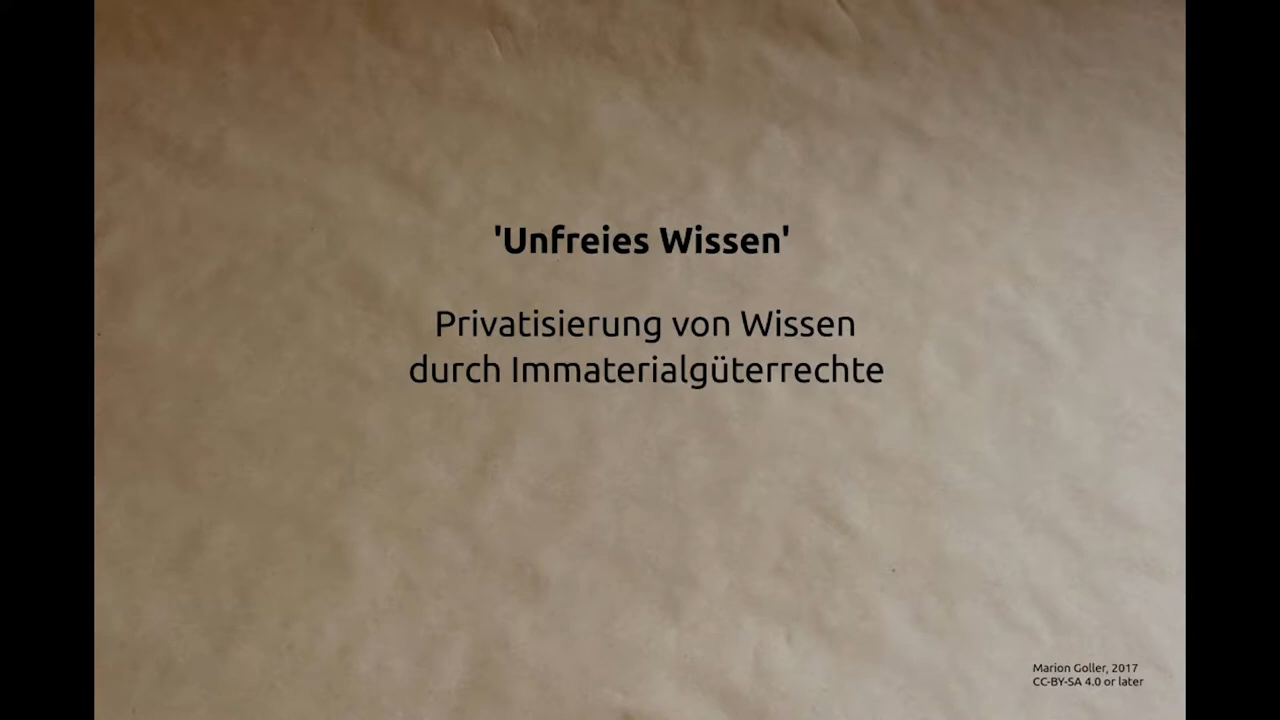 'Unfreies Wissen'
Privatisierung von Wissen
durch Immaterialgüterrechte
Marion Goller, 2017
CC-BY-SA 4.0 or later